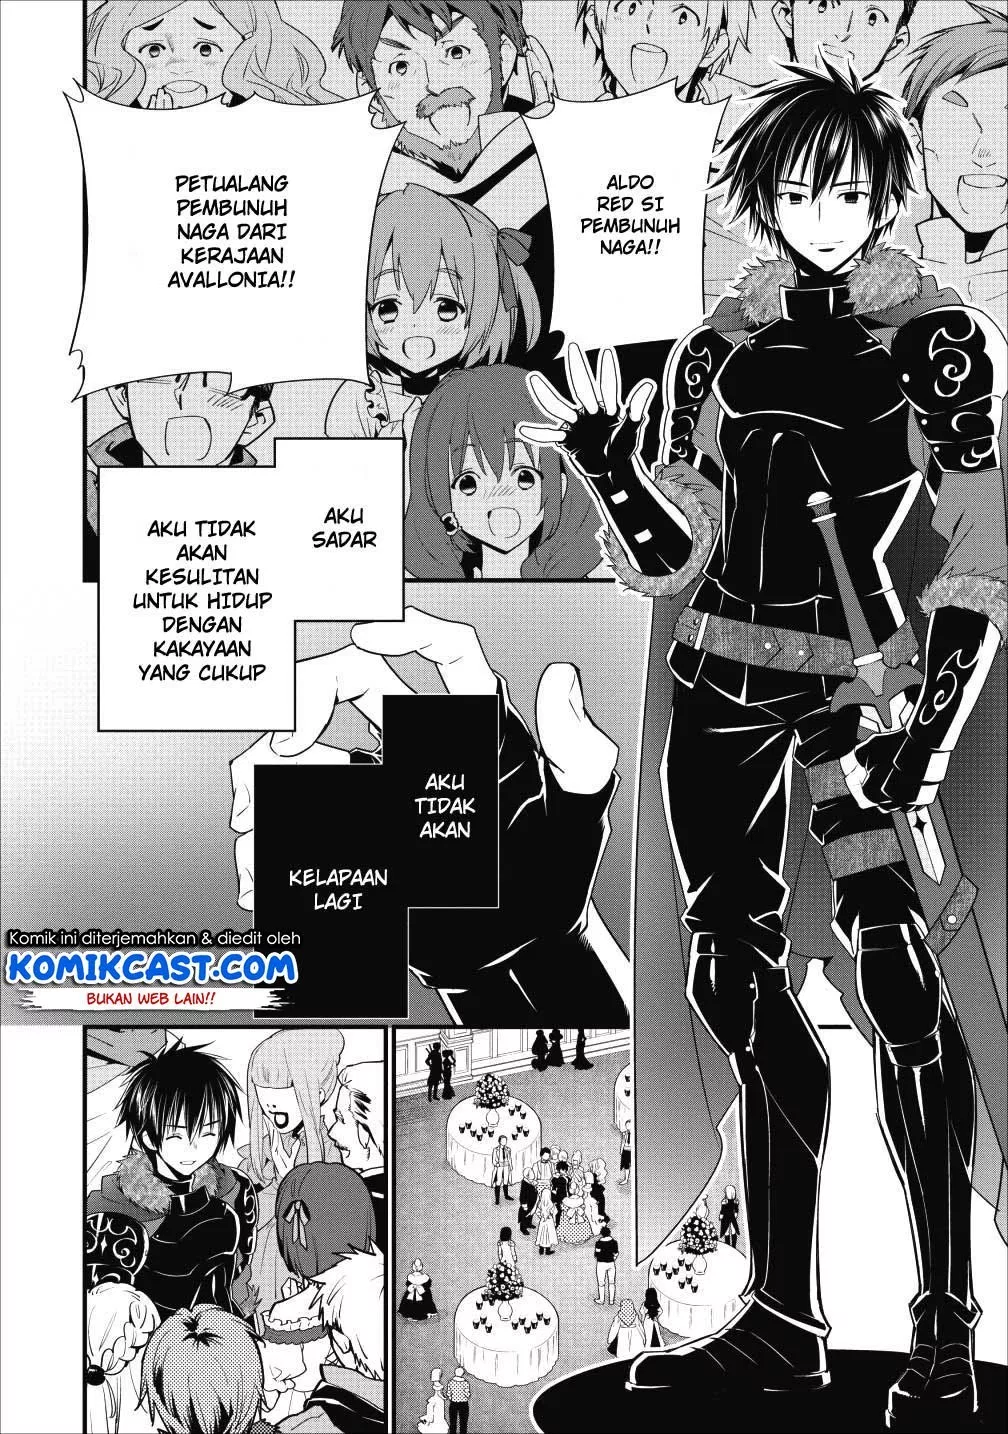 ALDO
RED SI
PEMBUNUH
NAGA!!
PETUALANG
PEMBUNUH
NAGA DARI
KERAJAAN
AVALLONIA!!
AKU
SADAR
AKU TIDAK
AKAN
KESULITAN
UNTUK HIDUP
DENGAN
KAKAYAAN
YANG CUKUP
AKU
TIDAK
AKAN
KELAPAAN
LAGI
Komik ini diterjemahkan & diedit oleh
KOMIKCAST.COM
BUKAN WEB LAIN!!